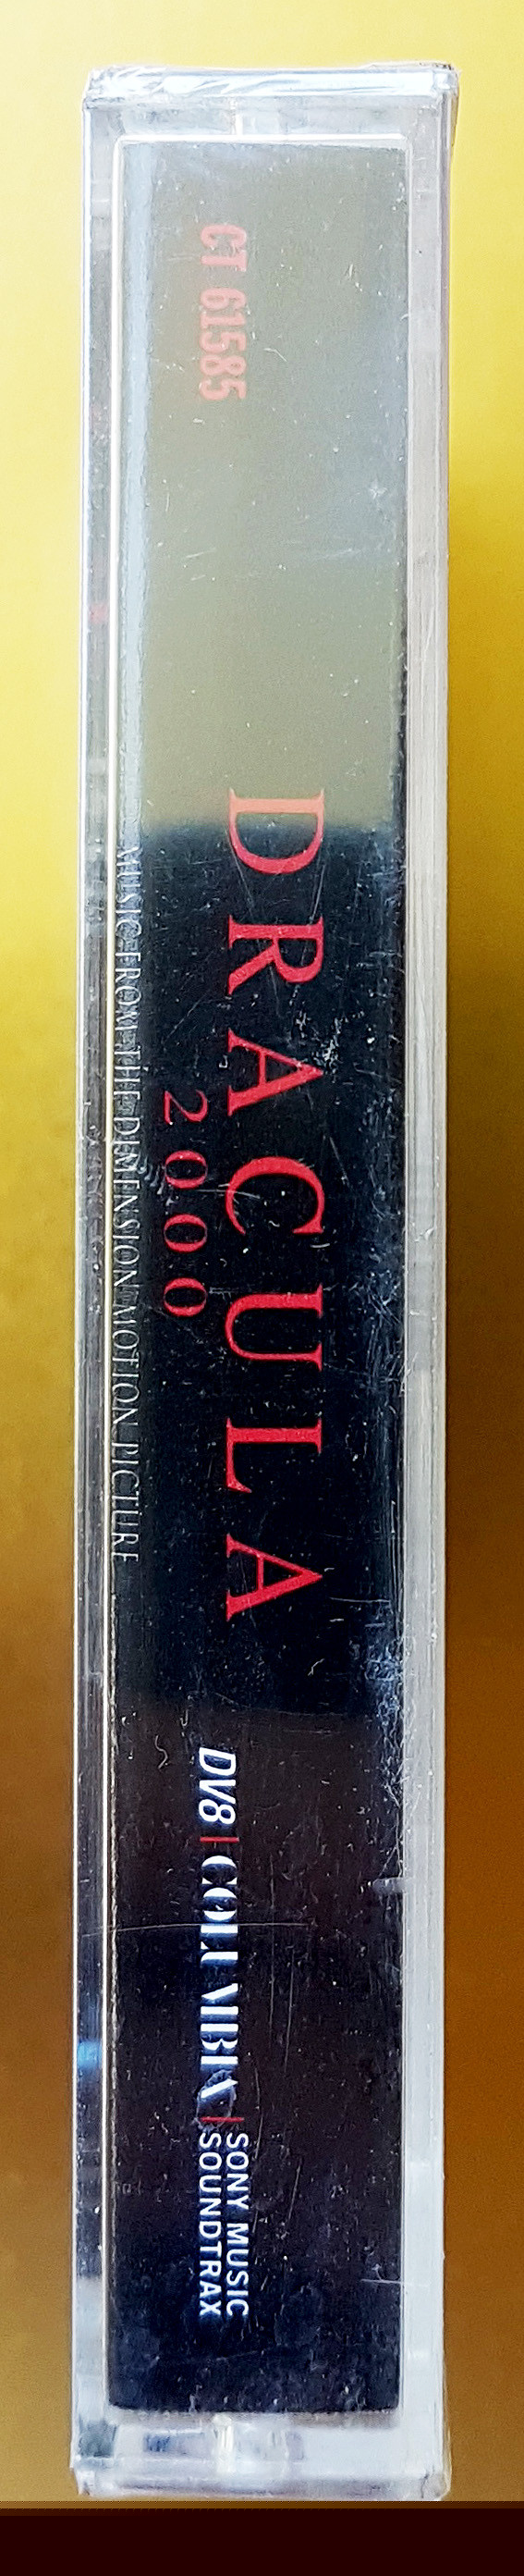 CT 61585
DRACULA
2000
MUSIC FROM THE DIMENSION MOTION PICTURE
DV8 | COLUMBIA | SONY MUSIC
SOUNDTRAX